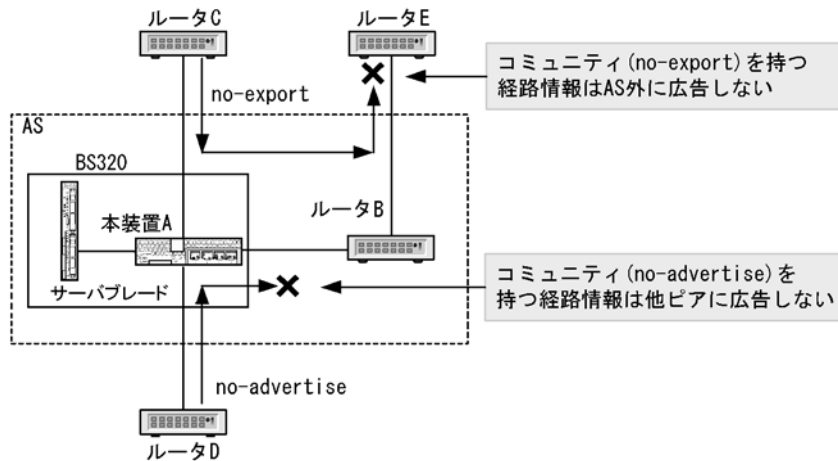 ルータC
ルータE
コミュニティ(no-export)を持つ
経路情報はAS外に広告しない
no-export
AS
BS320
ルータB
本装置A
サーバブレード
コミュニティ(no-advertise)を
持つ経路情報は他ピアに広告しない
no-advertise
ルータD